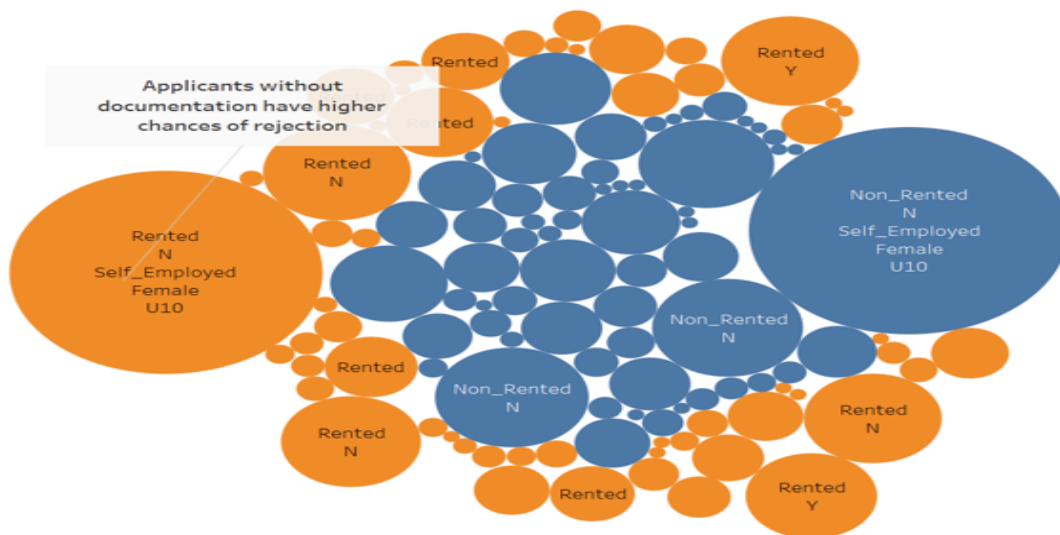 Rented
Rented
Y
Applicants without
documentation have higher
chances of rejection
Rented
Rented
N
Non_Rented
N
Self_Employed
Female
U10
Rented
N
Self_Employed
Female
U10
Non_Rented
N
Rented
Non_Rented
N
Rented
N
Rented
N
Rented
Rented
Y